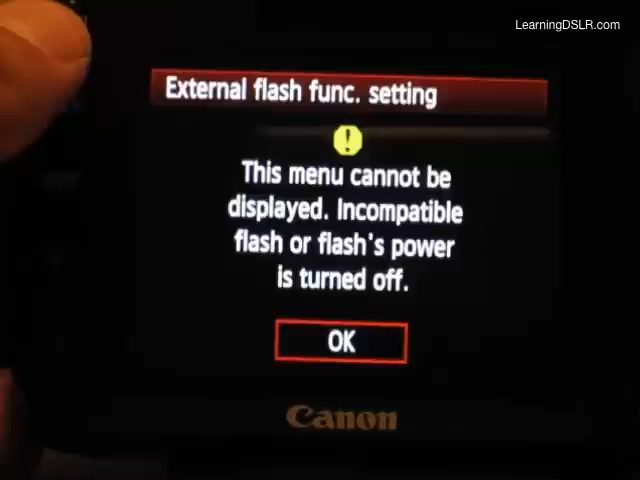 LearningDSLR.com
External flash func. setting
This menu cannot be
displayed. Incompatible
flash or flash's power
is turned off.
OK
Canon